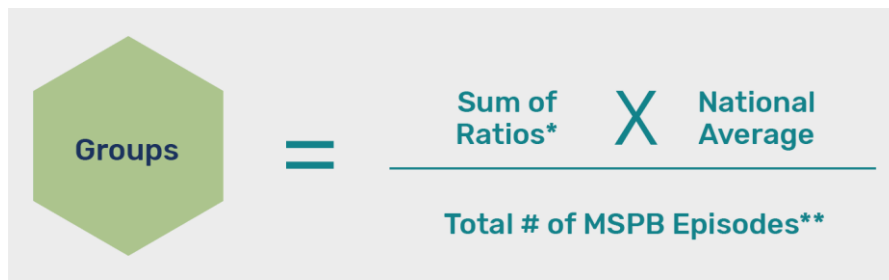 Groups
=
Sum of
Ratios*
X
National
Average
Total # of MSPB Episodes**